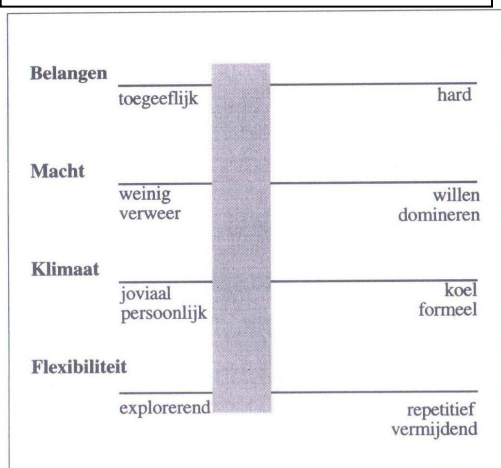 Belangen
toegeeflijk hard
Macht
weinig willen
verweer domineren
Klimaat
joviaal koel
persoonlijk formeel
Flexibiliteit
explorerend repetitief
vermijdend